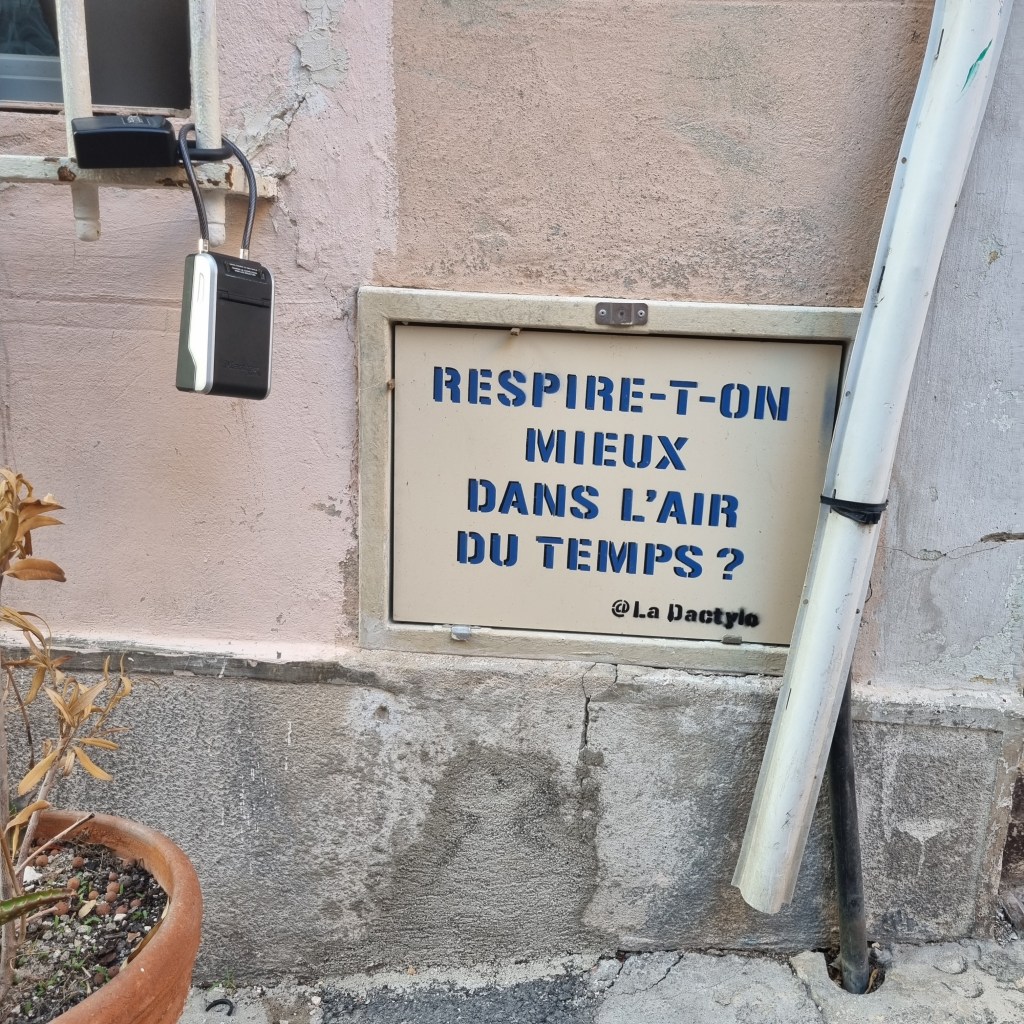 RESPIRE-T-ON
MIEUX
DANS L'AIR
DU TEMPS ?
@La Dactylo